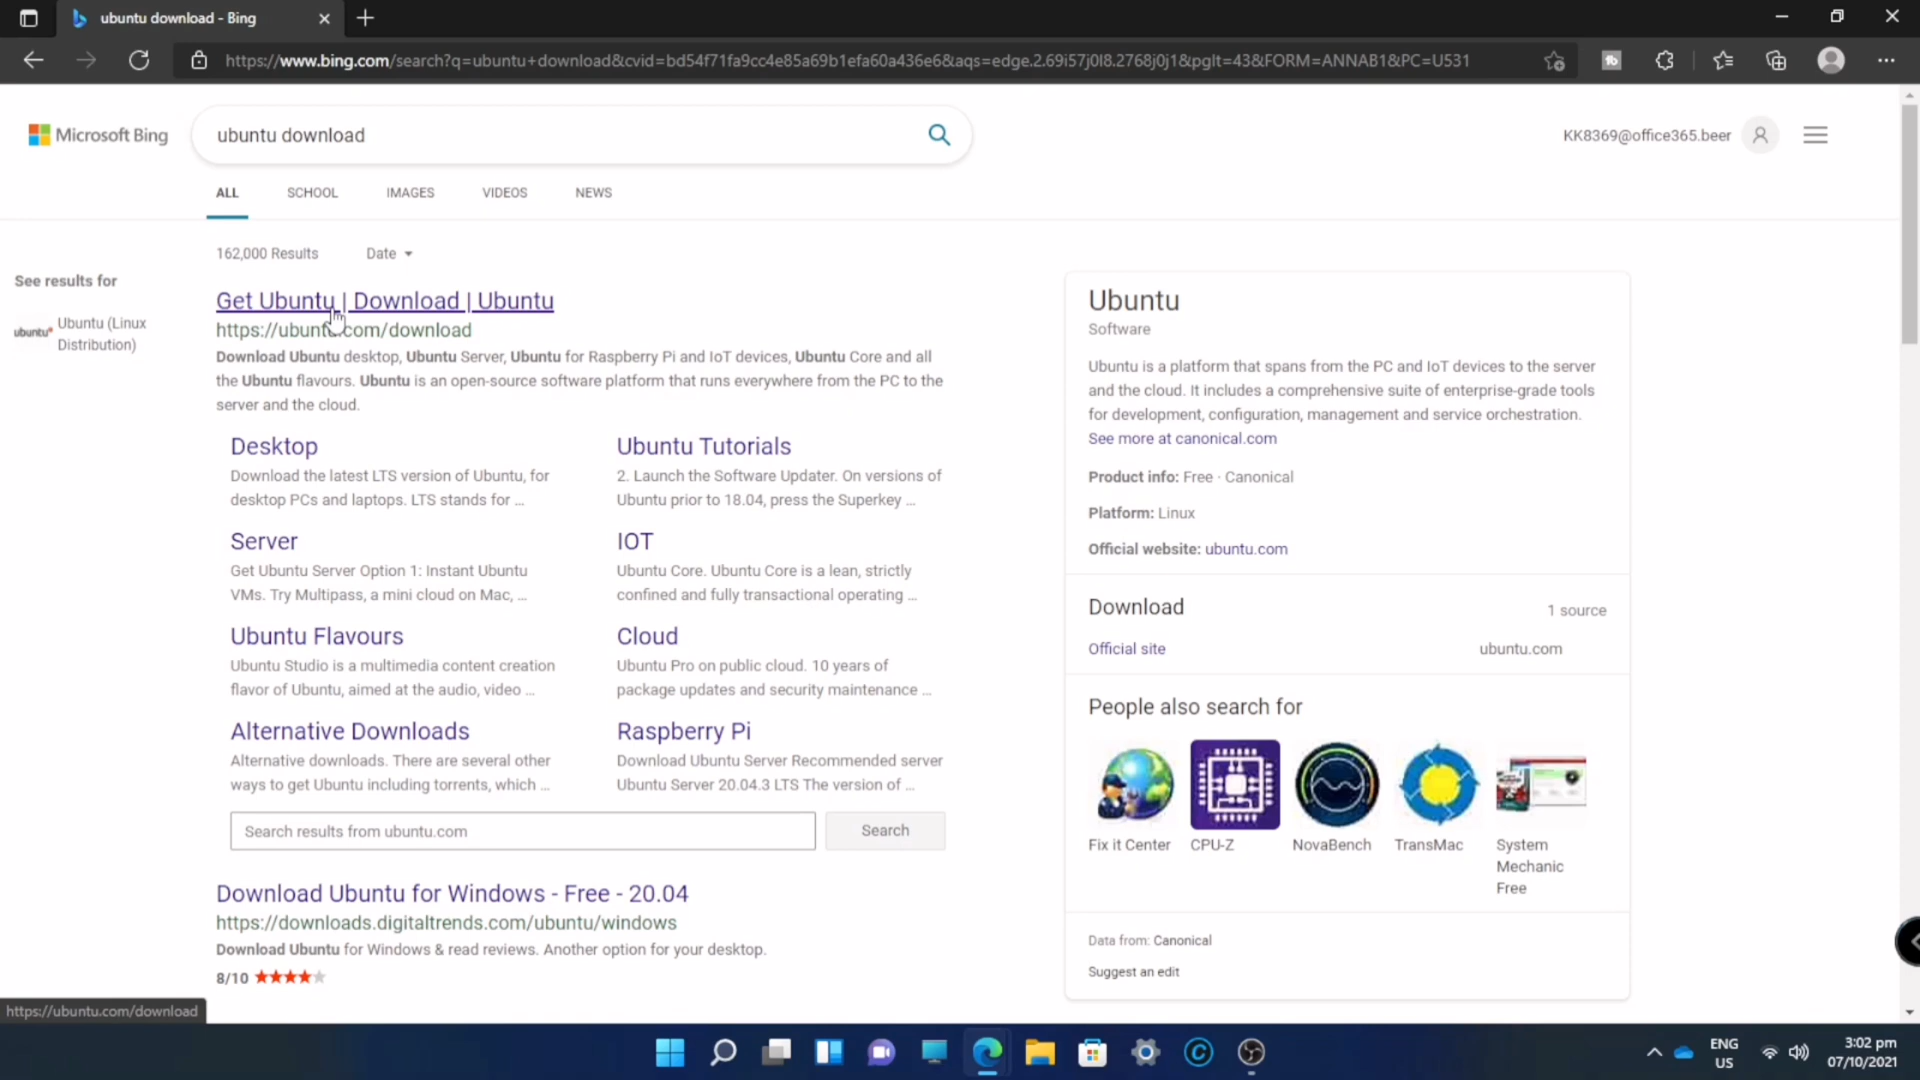 ubuntu download - Bing
https://www.bing.com/search?q=ubuntu+download&cvid=bd54f71fa9cc4e85a69b1efa60a436e6&aqs=edge.2.69i57j0l8.2768j0j1&pglt=43&FORM=ANNAB1&PC=U531
Microsoft Bing
ubuntu download
KK8369@office365.beer
ALL
SCHOOL
IMAGES
VIDEOS
NEWS
162,000 Results
Date
See results for
ubuntu
Ubuntu (Linux
Distribution)
Get Ubuntu | Download | Ubuntu
https://ubuntu.com/download
Download Ubuntu desktop, Ubuntu Server, Ubuntu for Raspberry Pi and IoT devices, Ubuntu Core and all
the Ubuntu flavours. Ubuntu is an open-source software platform that runs everywhere from the PC to the
server and the cloud.
Desktop
Download the latest LTS version of Ubuntu, for
desktop PCs and laptops. LTS stands for ...
Ubuntu Tutorials
2. Launch the Software Updater. On versions of
Ubuntu prior to 18.04, press the Superkey ...
Server
Get Ubuntu Server Option 1: Instant Ubuntu
VMs. Try Multipass, a mini cloud on Mac, ...
IOT
Ubuntu Core. Ubuntu Core is a lean, strictly
confined and fully transactional operating ...
Ubuntu Flavours
Ubuntu Studio is a multimedia content creation
flavor of Ubuntu, aimed at the audio, video ...
Cloud
Ubuntu Pro on public cloud. 10 years of
package updates and security maintenance ...
Alternative Downloads
Alternative downloads. There are several other
ways to get Ubuntu including torrents, which ...
Raspberry Pi
Download Ubuntu Server Recommended server
Ubuntu Server 20.04.3 LTS The version of ...
Search results from ubuntu.com
Search
Download Ubuntu for Windows - Free - 20.04
https://downloads.digitaltrends.com/ubuntu/windows
Download Ubuntu for Windows & read reviews. Another option for your desktop.
8/10
Ubuntu
Software
Ubuntu is a platform that spans from the PC and IoT devices to the server
and the cloud. It includes a comprehensive suite of enterprise-grade tools
for development, configuration, management and service orchestration.
See more at canonical.com
Product info: Free · Canonical
Platform: Linux
Official website: ubuntu.com
Download
1 source
Official site
ubuntu.com
People also search for
Fix it Center
CPU-Z
NovaBench
TransMac
System
Mechanic
Free
Data from: Canonical
Suggest an edit
https://ubuntu.com/download
ENG
US
3:02 pm
07/10/2021